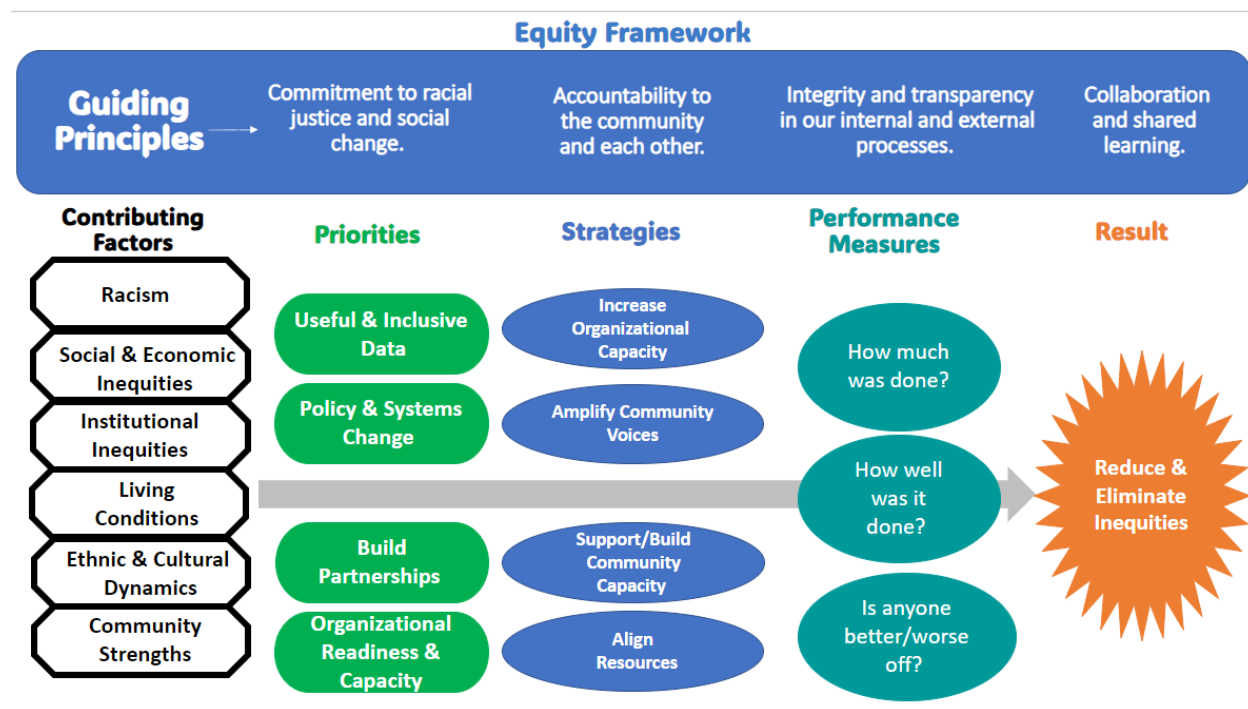 Equity Framework
Guiding
Principles
Commitment to racial
justice and social
change.
Accountability to
the community
and each other.
Integrity and transparency
in our internal and external
processes.
Collaboration
and shared
learning.
Contributing
Factors
Racism
Social & Economic
Inequities
Institutional
Inequities
Living
Conditions
Ethnic & Cultural
Dynamics
Community
Strengths
Priorities
Useful & Inclusive
Data
Policy & Systems
Change
Build
Partnerships
Organizational
Readiness &
Capacity
Strategies
Increase
Organizational
Capacity
Amplify Community
Voices
Support/Build
Community
Capacity
Align
Resources
Performance
Measures
How much
was done?
How well
was it
done?
Is anyone
better/worse
off?
Result
Reduce &
Eliminate
Inequities